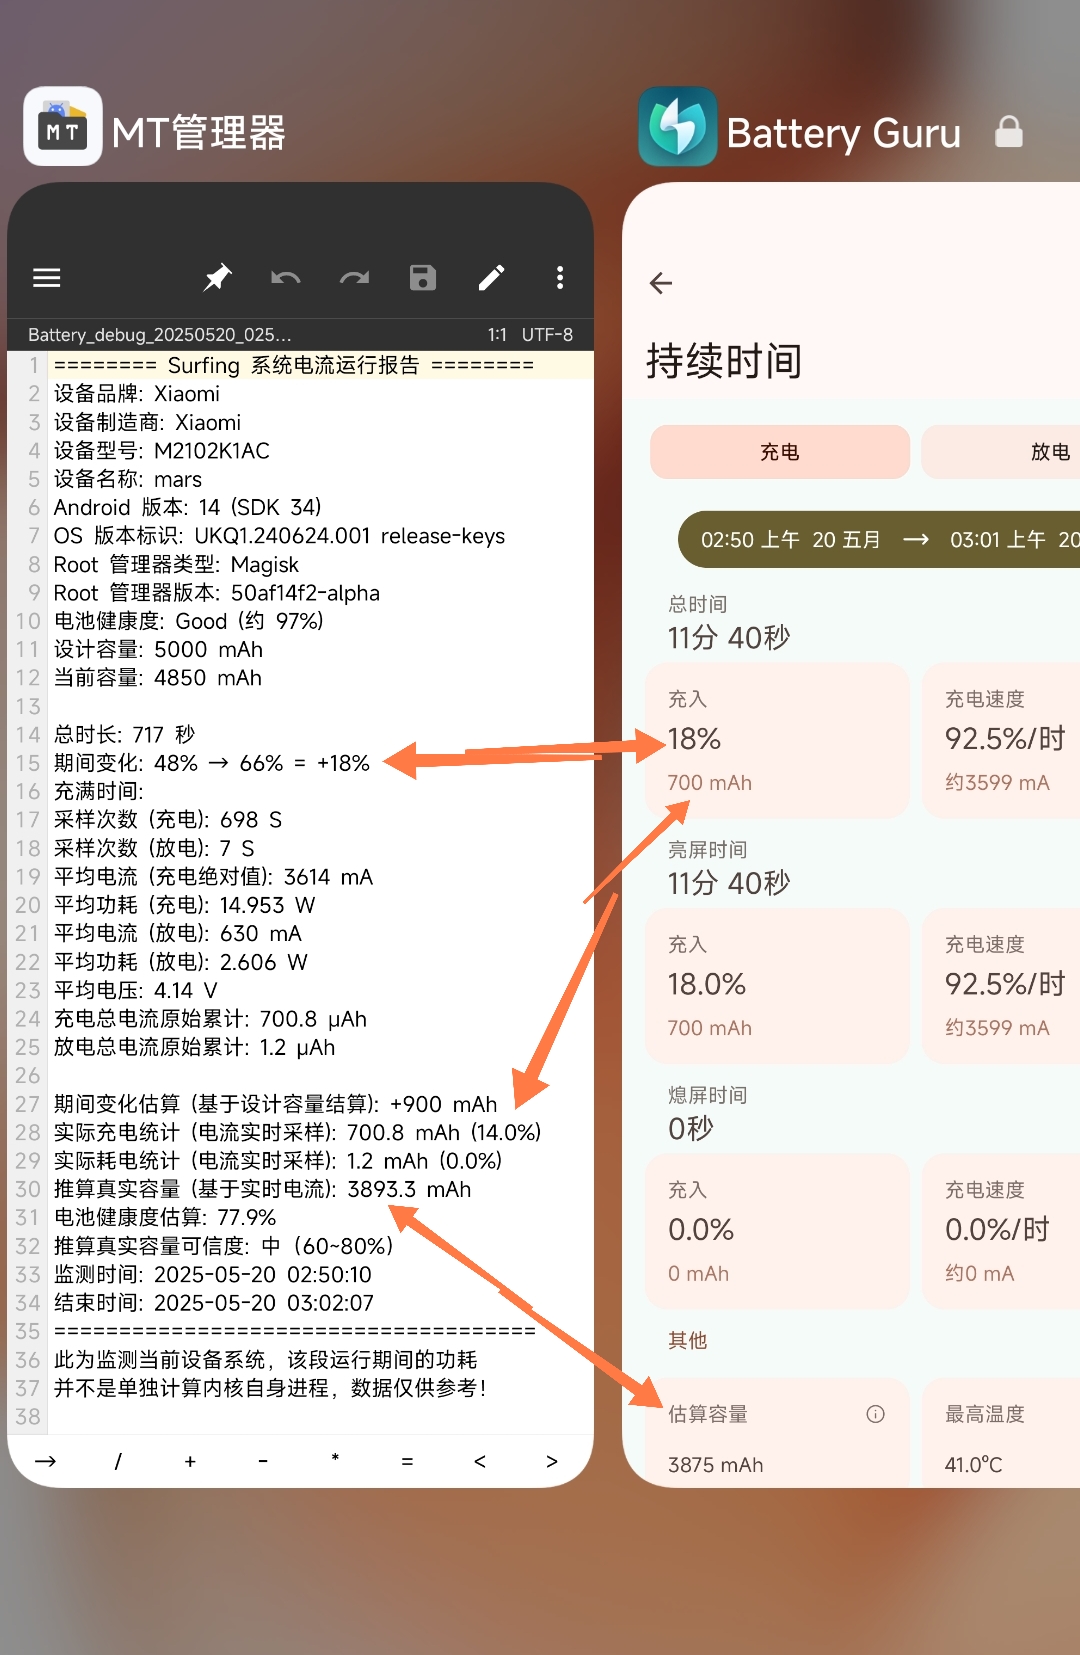 MT管理器
Battery_debug_20250520_025... 1:1 UTF-8
1 ======== Surfing 系统电流运行报告 ========
2 设备品牌: Xiaomi
3 设备制造商: Xiaomi
4 设备型号: M2102K1AC
5 设备名称: mars
6 Android 版本: 14 (SDK 34)
7 OS 版本标识: UKQ1.240624.001 release-keys
8 Root 管理器类型: Magisk
9 Root 管理器版本: 50af14f2-alpha
10 电池健康度: Good (约 97%)
11 设计容量: 5000 mAh
12 当前容量: 4850 mAh
13
14 总时长: 717 秒
15 期间变化: 48% → 66% = +18%
16 充满时间:
17 采样次数 (充电): 698 S
18 采样次数 (放电): 7 S
19 平均电流 (充电绝对值): 3614 mA
20 平均功耗 (充电): 14.953 W
21 平均电流 (放电): 630 mA
22 平均功耗 (放电): 2.606 W
23 平均电压: 4.14 V
24 充电总电流原始累计: 700.8 μAh
25 放电总电流原始累计: 1.2 μAh
26
27 期间变化估算 (基于设计容量结算): +900 mAh
28 实际充电统计 (电流实时采样): 700.8 mAh (14.0%)
29 实际耗电统计 (电流实时采样): 1.2 mAh (0.0%)
30 推算真实容量 (基于实时电流): 3893.3 mAh
31 电池健康度估算: 77.9%
32 推算真实容量可信度: 中 (60~80%)
33 监测时间: 2025-05-20 02:50:10
34 结束时间: 2025-05-20 03:02:07
35 =====================================
36 此为监测当前设备系统，该段运行期间的功耗
37 并不是单独计算内核自身进程，数据仅供参考!
38
→ / + - * = < >
Battery Guru
持续时间
充电 放电
02:50 上午 20 五月 → 03:01 上午 20
总时间
11分 40秒
充入 充电速度
18% 92.5%/时
700 mAh 约3599 mA
亮屏时间
11分 40秒
充入 充电速度
18.0% 92.5%/时
700 mAh 约3599 mA
熄屏时间
0秒
充入 充电速度
0.0% 0.0%/时
0 mAh 约0 mA
其他
估算容量 最高温度
3875 mAh 41.0°C